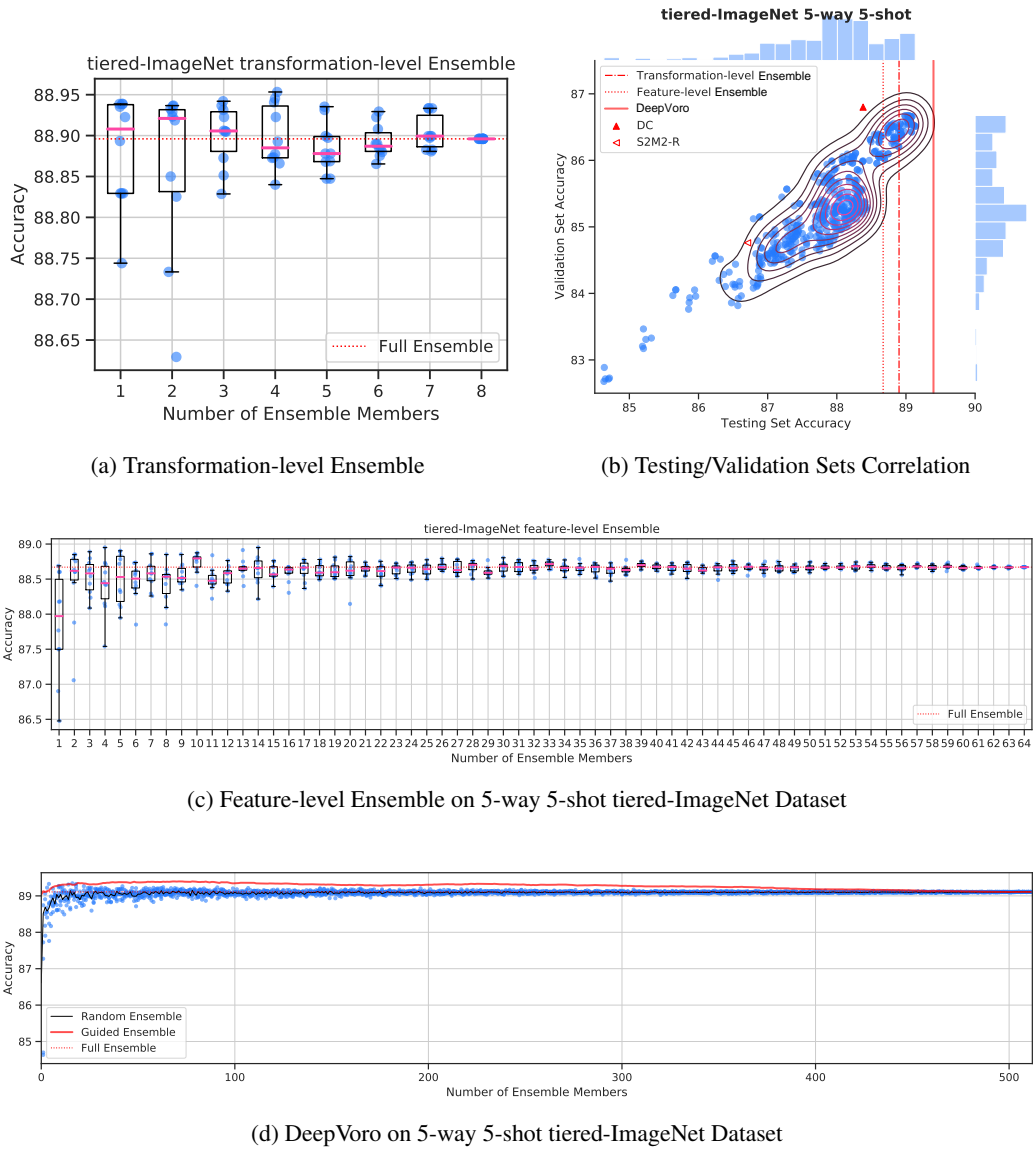 tiered-ImageNet transformation-level Ensemble
88.95
88.90
88.85
88.80
88.75
88.70
88.65
Accuracy
Full Ensemble
1 2 3 4 5 6 7 8
Number of Ensemble Members
(a) Transformation-level Ensemble
tiered-ImageNet 5-way 5-shot
Transformation-level Ensemble
Feature-level Ensemble
DeepVoro
DC
S2M2-R
87
86
85
84
83
Validation Set Accuracy
85 86 87 88 89 90
Testing Set Accuracy
(b) Testing/Validation Sets Correlation
tiered-ImageNet feature-level Ensemble
89.0
88.5
88.0
87.5
87.0
86.5
Accuracy
Full Ensemble
1 2 3 4 5 6 7 8 9 10 11 12 13 14 15 16 17 18 19 20 21 22 23 24 25 26 27 28 29 30 31 32 33 34 35 36 37 38 39 40 41 42 43 44 45 46 47 48 49 50 51 52 53 54 55 56 57 58 59 60 61 62 63 64
Number of Ensemble Members
(c) Feature-level Ensemble on 5-way 5-shot tiered-ImageNet Dataset
89
88
87
86
85
Accuracy
Random Ensemble
Guided Ensemble
Full Ensemble
0 100 200 300 400 500
Number of Ensemble Members
(d) DeepVoro on 5-way 5-shot tiered-ImageNet Dataset